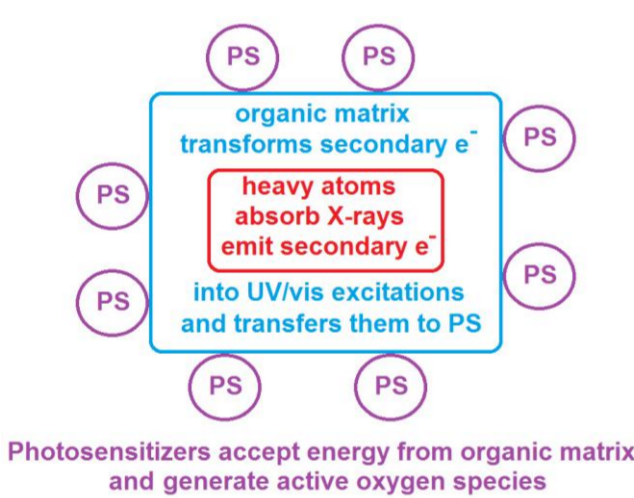 PS PS
organic matrix
transforms secondary e⁻
PS
PS
heavy atoms
absorb X-rays
emit secondary e⁻
PS
PS
into UV/vis excitations
and transfers them to PS
PS PS
Photosensitizers accept energy from organic matrix
and generate active oxygen species